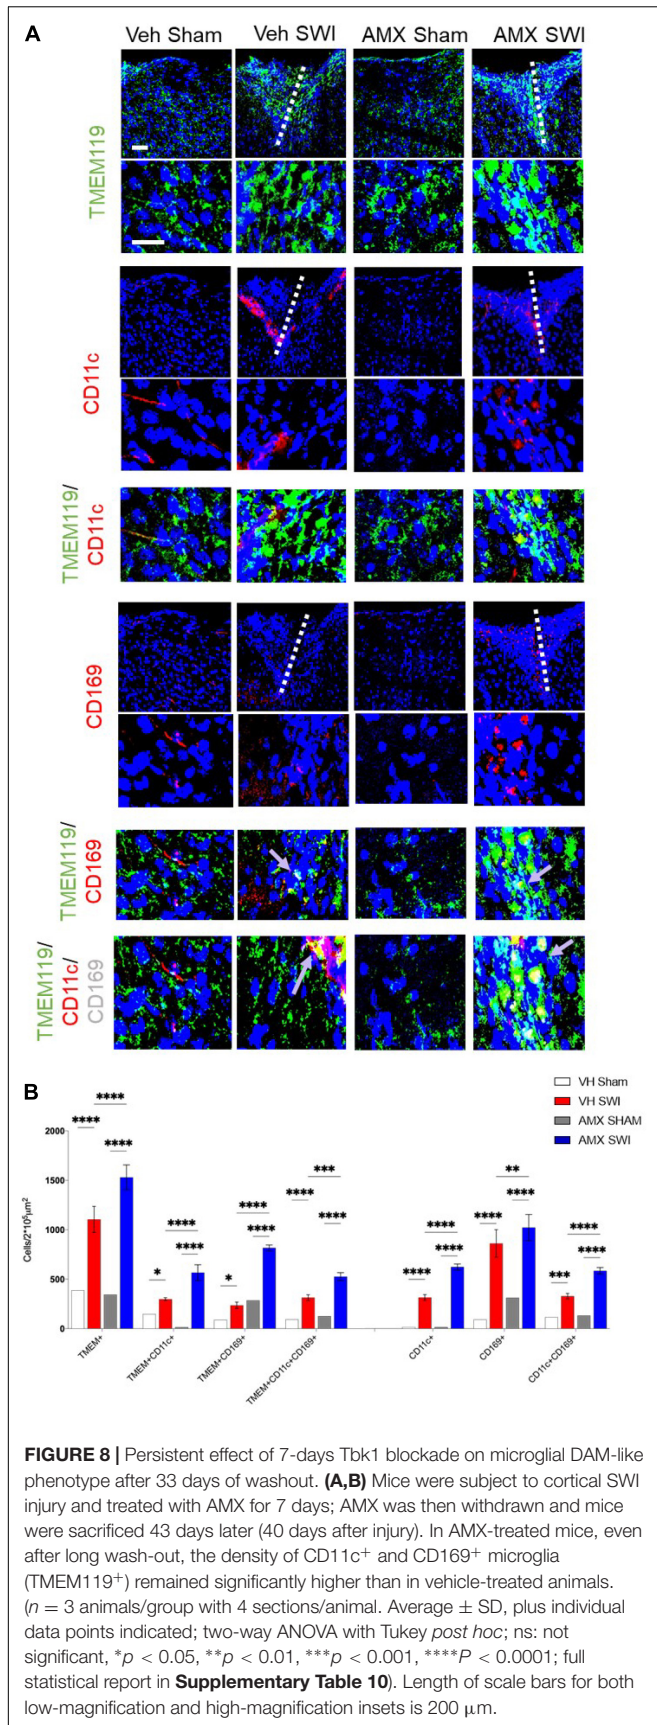 A
Veh Sham Veh SWI AMX Sham AMX SWI
TMEM119
CD11c
TMEM119/
CD11c
CD169
TMEM119/
CD169
TMEM119/
CD11c/
CD169
B
VH Sham
VH SWI
AMX SHAM
AMX SWI
Cells/2*10⁵µm²
2000
1500
1000
500
0
**** **** ****
* **** ****
* **** ****
**** *** ****
**** **** ****
**** ** ****
*** **** ****
TMEM+
TMEM+CD11c+
TMEM+CD169+
TMEM+CD11c+CD169+
CD11c+
CD169+
CD11c+CD169+
FIGURE 8 | Persistent effect of 7-days Tbk1 blockade on microglial DAM-like
phenotype after 33 days of washout. (A,B) Mice were subject to cortical SWI
injury and treated with AMX for 7 days; AMX was then withdrawn and mice
were sacrificed 43 days later (40 days after injury). In AMX-treated mice, even
after long wash-out, the density of CD11c⁺ and CD169⁺ microglia
(TMEM119⁺) remained significantly higher than in vehicle-treated animals.
(n = 3 animals/group with 4 sections/animal. Average ± SD, plus individual
data points indicated; two-way ANOVA with Tukey post hoc; ns: not
significant, *p < 0.05, **p < 0.01, ***p < 0.001, ****P < 0.0001; full
statistical report in Supplementary Table 10). Length of scale bars for both
low-magnification and high-magnification insets is 200 µm.